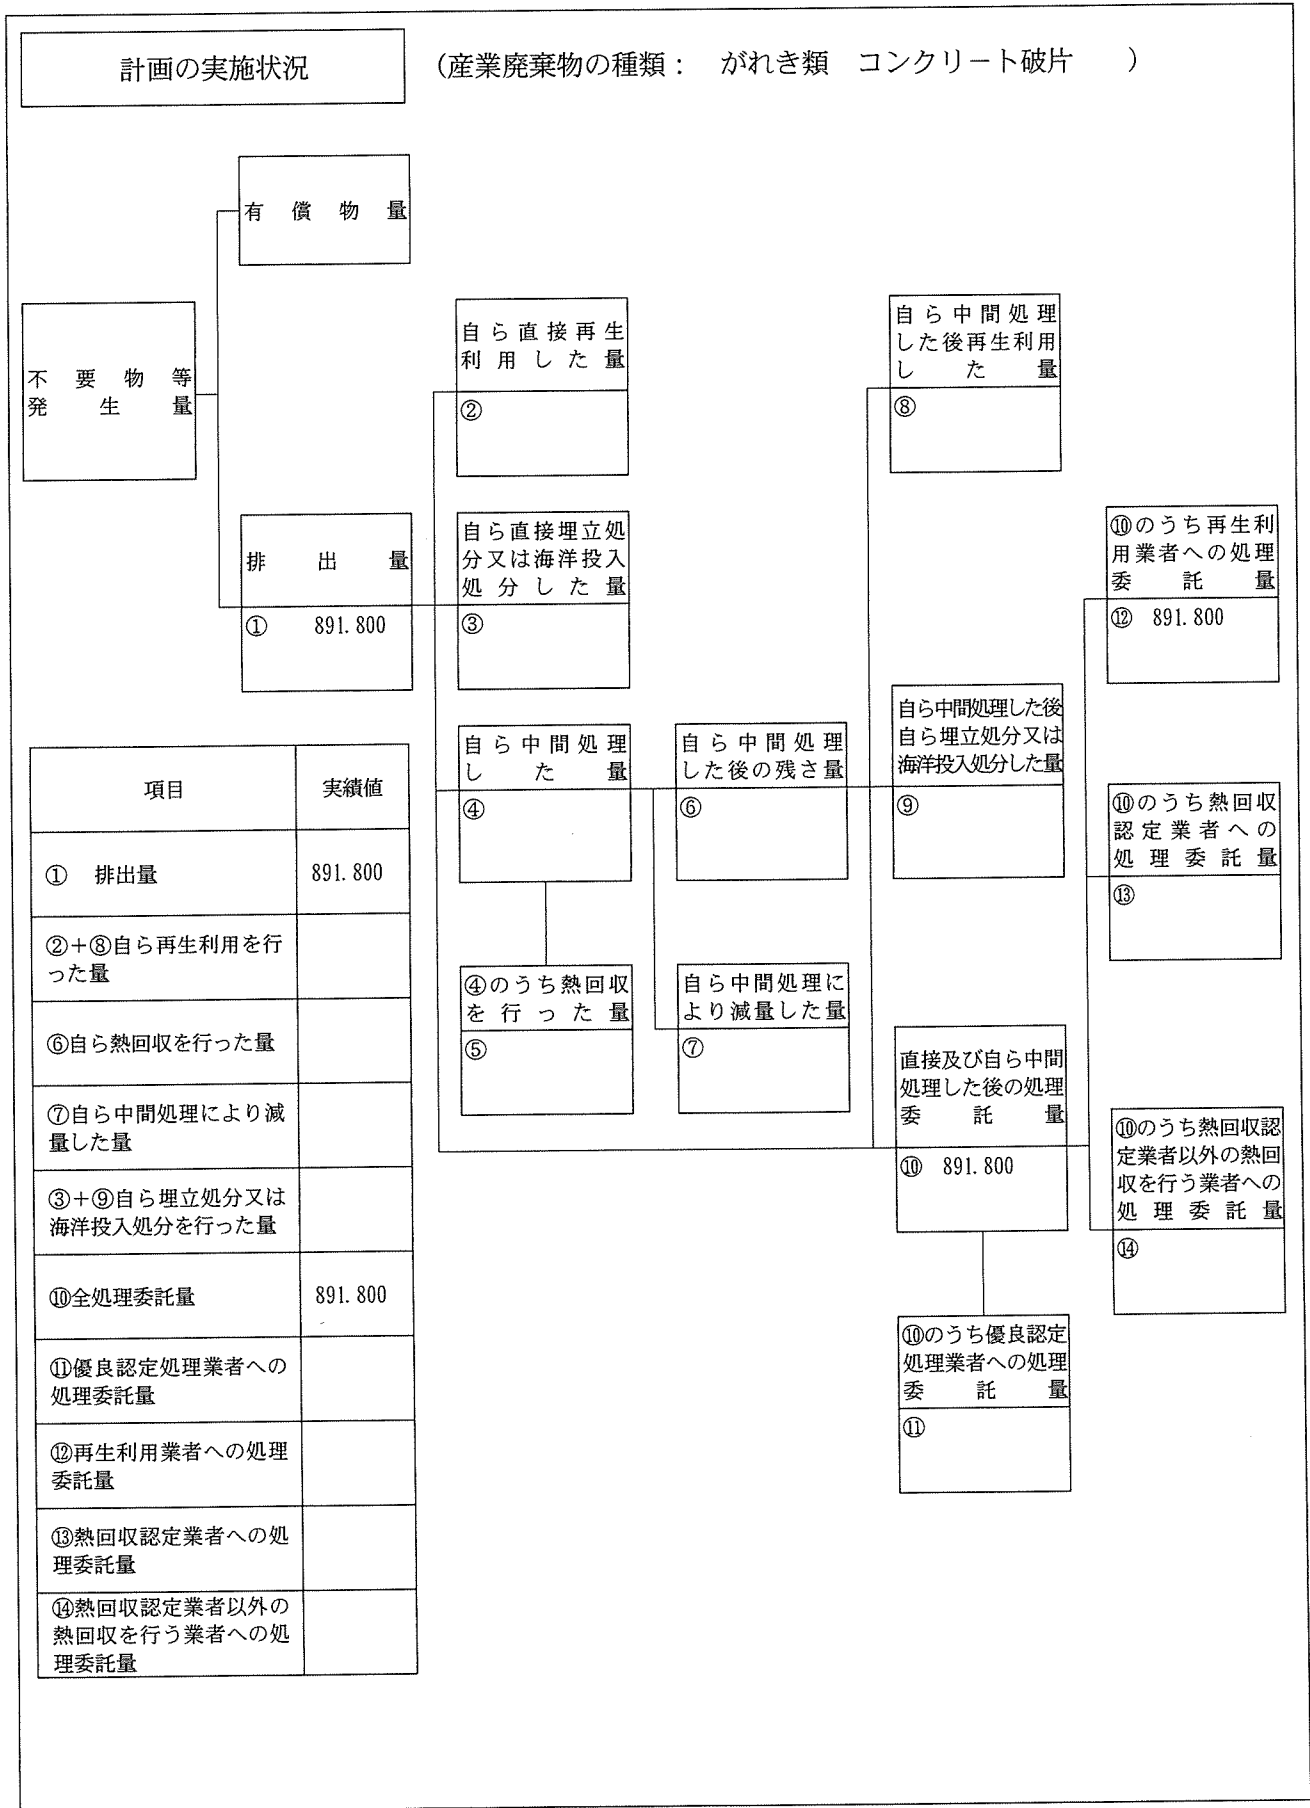 計画の実施状況
(産業廃棄物の種類： がれき類 コンクリート破片 )
有償物量
不要物等
発生量
排出量
① 891.800
自ら直接再生
利用した量
②
自ら直接埋立処
分又は海洋投入
処分した量
③
自ら中間処理
した量
④
④のうち熱回収
を行った量
⑤
自ら中間処理
した後の残さ量
⑥
自ら中間処理に
より減量した量
⑦
自ら中間処理
した後再生利用
した量
⑧
自ら中間処理した後
自ら埋立処分又は
海洋投入処分した量
⑨
直接及び自ら中間
処理した後の処理
委託量
⑩ 891.800
⑩のうち優良認定
処理業者への処理
委託量
⑪
⑩のうち再生利
用業者への処理
委託量
⑫ 891.800
⑩のうち熱回収
認定業者への
処理委託量
⑬
⑩のうち熱回収認
定業者以外の熱回
収を行う業者への
処理委託量
⑭
項目 実績値
① 排出量 891.800
②＋⑧自ら再生利用を行
った量
⑥自ら熱回収を行った量
⑦自ら中間処理により減
量した量
③＋⑨自ら埋立処分又は
海洋投入処分を行った量
⑩全処理委託量 891.800
⑪優良認定処理業者への
処理委託量
⑫再生利用業者への処理
委託量
⑬熱回収認定業者への処
理委託量
⑭熱回収認定業者以外の
熱回収を行う業者への処
理委託量